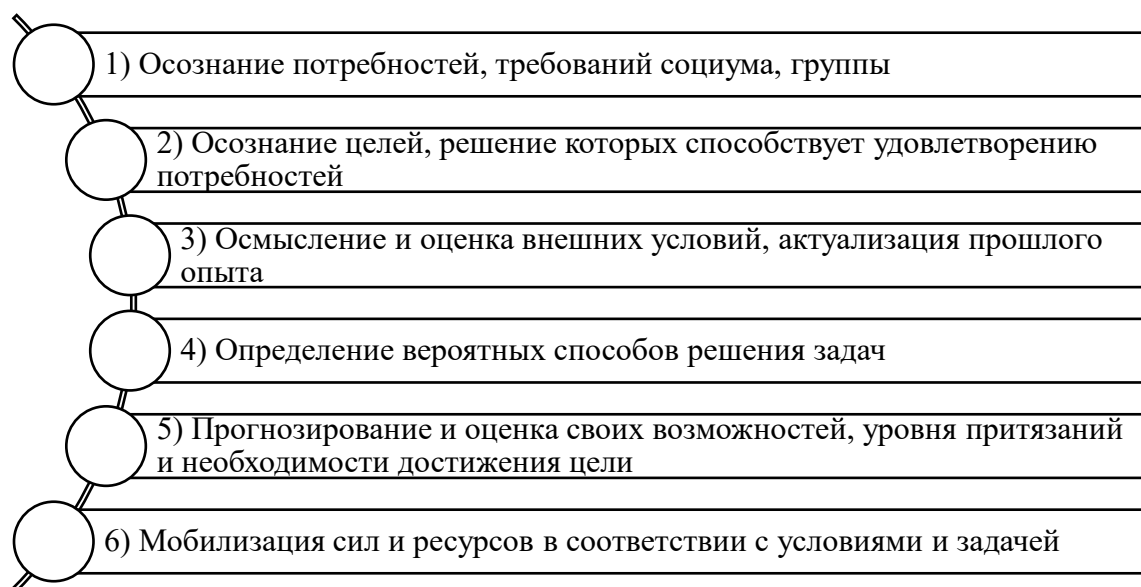 1) Осознание потребностей, требований социума, группы
2) Осознание целей, решение которых способствует удовлетворению
потребностей
3) Осмысление и оценка внешних условий, актуализация прошлого
опыта
4) Определение вероятных способов решения задач
5) Прогнозирование и оценка своих возможностей, уровня притязаний
и необходимости достижения цели
6) Мобилизация сил и ресурсов в соответствии с условиями и задачей